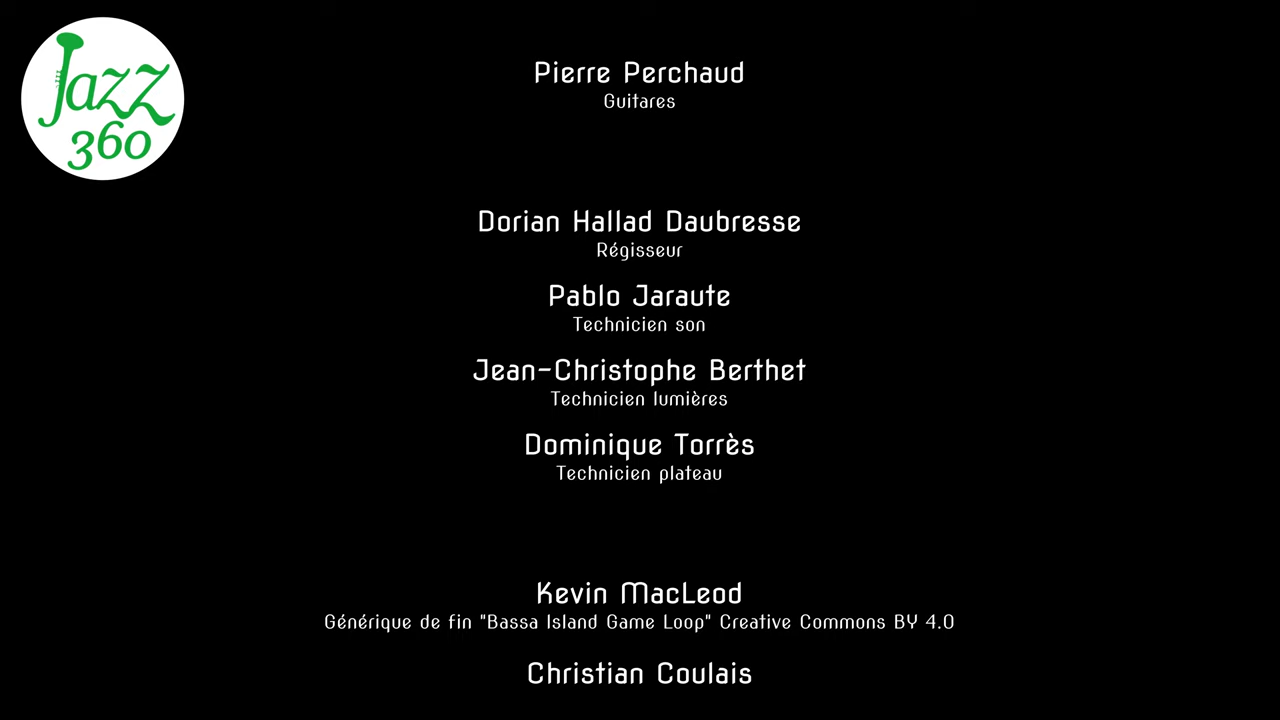 Jazz
360
Pierre Perchaud
Guitares
Dorian Hallad Daubresse
Régisseur
Pablo Jaraute
Technicien son
Jean-Christophe Berthet
Technicien lumières
Dominique Torrès
Technicien plateau
Kevin MacLeod
Générique de fin "Bassa Island Game Loop" Creative Commons BY 4.0
Christian Coulais